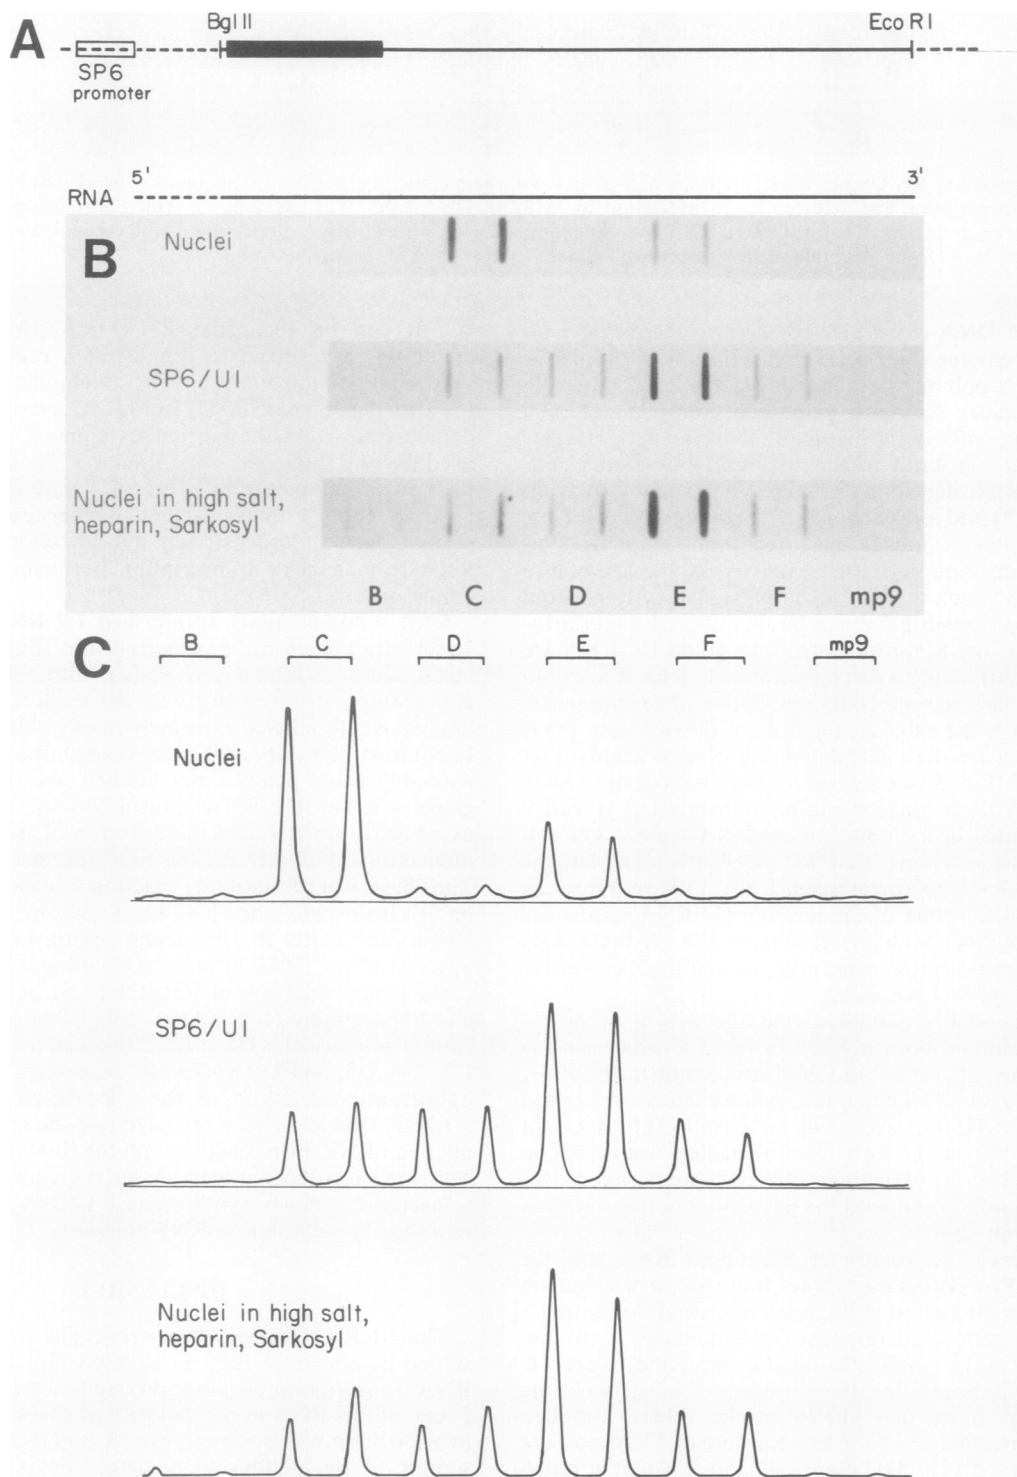 A
Bgl II
Eco RI
SP6
promoter
5'
3'
RNA
B
Nuclei
SP6/U1
Nuclei in high salt,
heparin, Sarkosyl
B C D E F mp9
C
B C D E F mp9
Nuclei
SP6/U1
Nuclei in high salt,
heparin, Sarkosyl